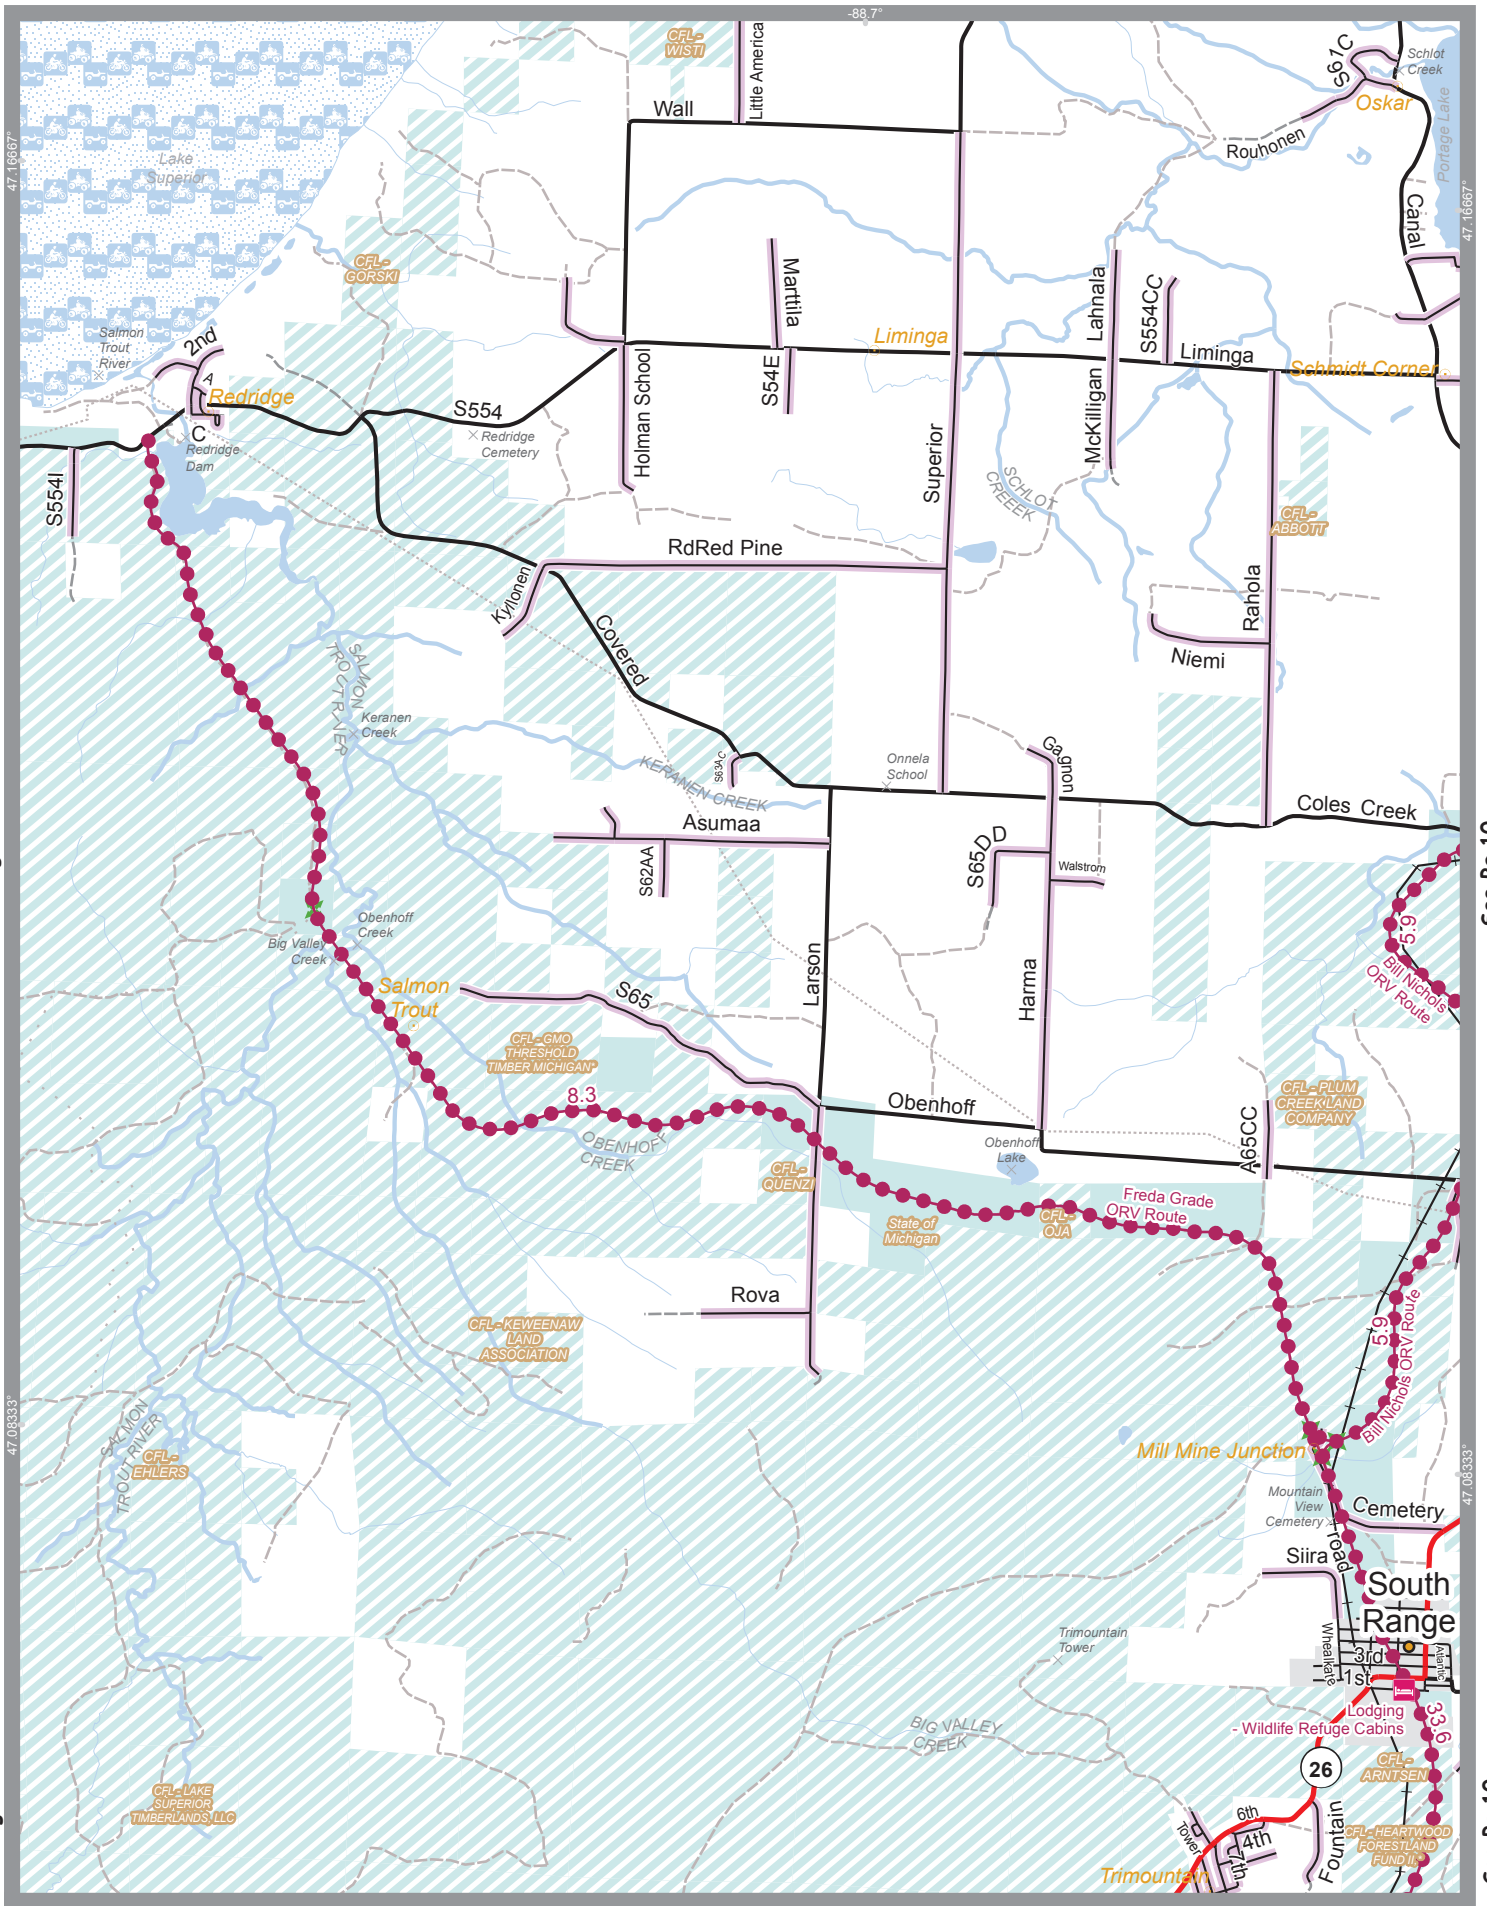 -88.7°
47.16667°
47.16667°
47.08333°
47.08333°
CFL -
WISTI
Little America
Wall
S61C
Schlot
Creek
Oskar
Portage Lake
Rouhonen
Canal
Lake
Superior
CFL -
GORSKI
Salmon
Trout
River
2nd
A
Redridge
C
Redridge
Dam
S554
Redridge
Cemetery
S554I
Holman School
Marttila
S54E
Liminga
Superior
Lahnala
McKilligan
S554CC
Liminga
Schmidt Corner
SCHLOT
CREEK
CFL -
ABBOTT
RdRed Pine
Kyllonen
Covered
Rahola
Niemi
SALMON
TROUT RIVER
Keranen
Creek
KERANEN CREEK
S63AC
Onnela
School
Gagnon
Coles Creek
Asumaa
S62AA
S65DD
Walstrom
Larson
Harma
Obenhoff
Creek
Big Valley
Creek
Salmon
Trout
S65
CFL - GMO
THRESHOLD
TIMBER MICHIGAN*
8.3
OBENHOFF
CREEK
Obenhoff
Obenhoff
Lake
CFL -
QUENZI
State of
Michigan
CFL -
OJA
Freda Grade
ORV Route
A65CC
CFL - PLUM
CREEK LAND
COMPANY
5.9
Bill Nichols
ORV Route
5.9
Bill Nichols ORV Route
Rova
CFL - KEWEENAW
LAND
ASSOCIATION
SALMON
TROUT RIVER
CFL -
EHLERS
Mill Mine Junction
Mountain
View
Cemetery
Cemetery
road
Siira
South
Range
Whealkate
3rd
1st
Atlantic
Trimountain
Tower
BIG VALLEY
CREEK
Lodging
- Wildlife Refuge Cabins
33.6
26
CFL -
ARNTSEN
CFL - HEARTWOOD
FORESTLAND
FUND II*
CFL - LAKE
SUPERIOR
TIMBERLANDS, LLC
6th
4th
7th
Tower
Fountain
Trimountain